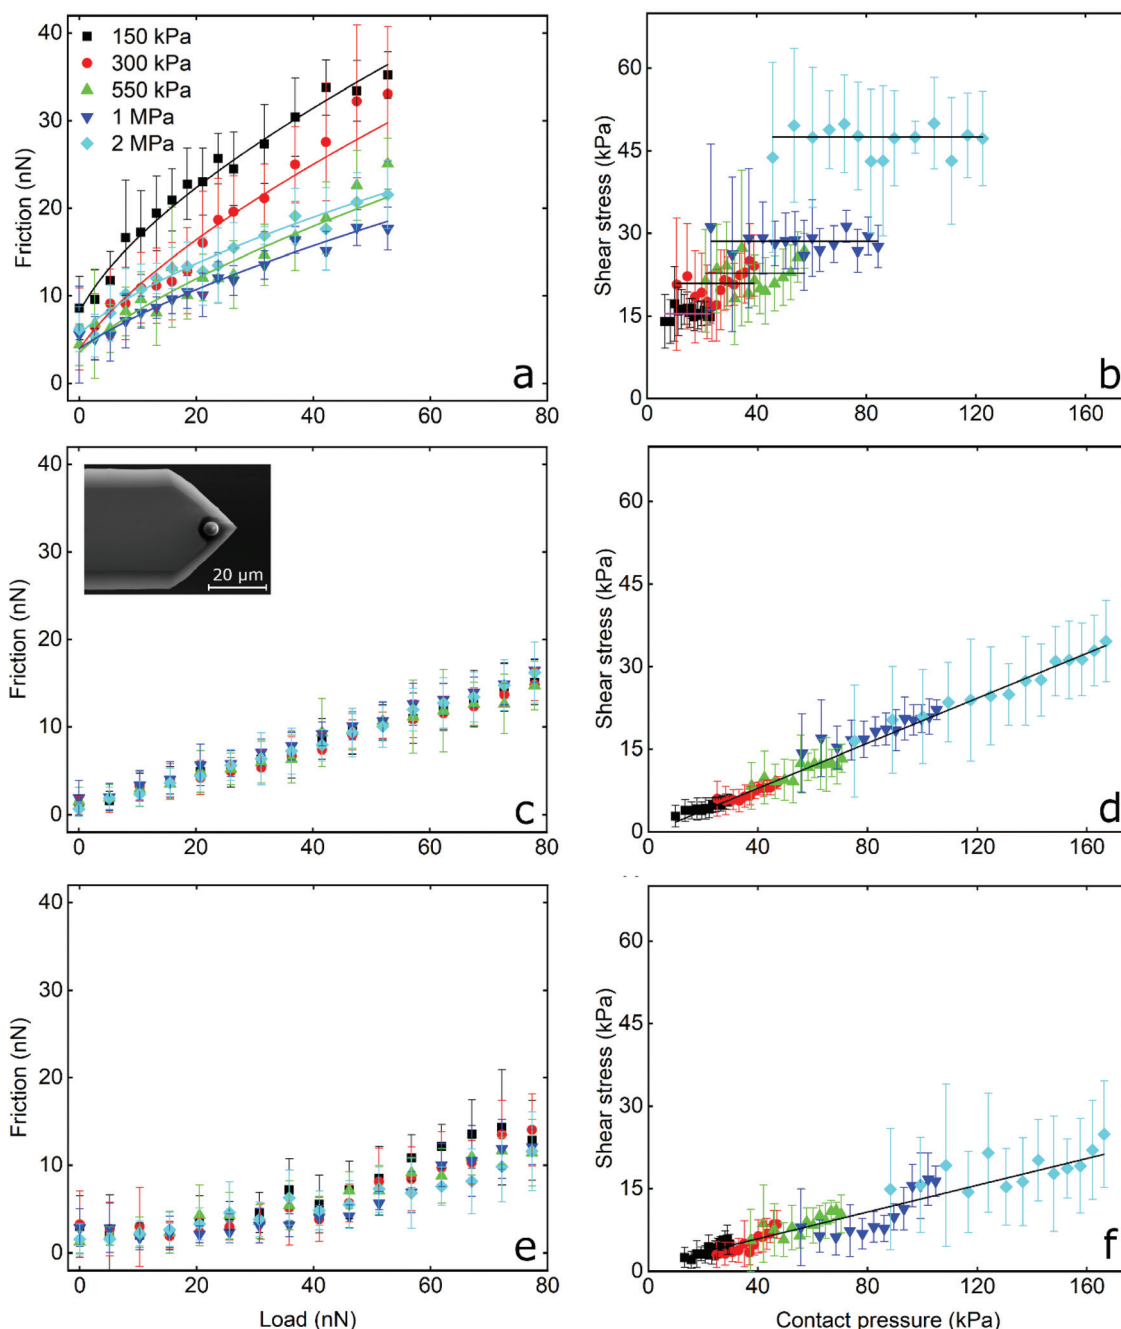 40
30
20
10
0
Friction (nN)
150 kPa
300 kPa
550 kPa
1 MPa
2 MPa
a
0 20 40 60 80
60
45
30
15
0
Shear stress (kPa)
b
0 40 80 120 160
40
30
20
10
0
Friction (nN)
20 µm
c
0 20 40 60 80
60
45
30
15
0
Shear stress (kPa)
d
0 40 80 120 160
40
30
20
10
0
Friction (nN)
e
0 20 40 60 80
Load (nN)
60
45
30
15
0
Shear stress (kPa)
f
0 40 80 120 160
Contact pressure (kPa)